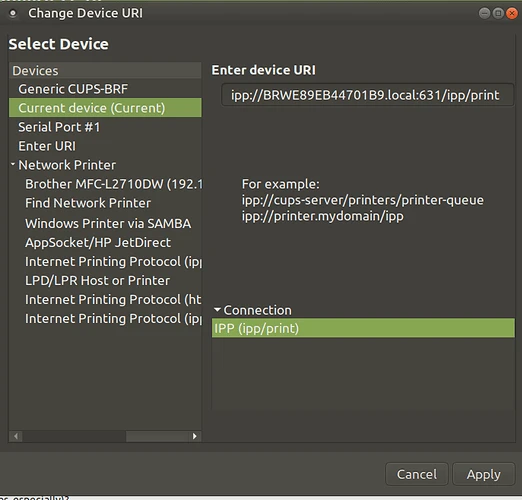 Change Device URI
Select Device
Devices
Generic CUPS-BRF
Current device (Current)
Serial Port #1
Enter URI
Network Printer
Brother MFC-L2710DW (192.1
Find Network Printer
Windows Printer via SAMBA
AppSocket/HP JetDirect
Internet Printing Protocol (ipp
LPD/LPR Host or Printer
Internet Printing Protocol (ht
Internet Printing Protocol (ipp
Enter device URI
ipp://BRWE89EB44701B9.local:631/ipp/print
For example:
ipp://cups-server/printers/printer-queue
ipp://printer.mydomain/ipp
Connection
IPP (ipp/print)
Cancel
Apply
especially)?